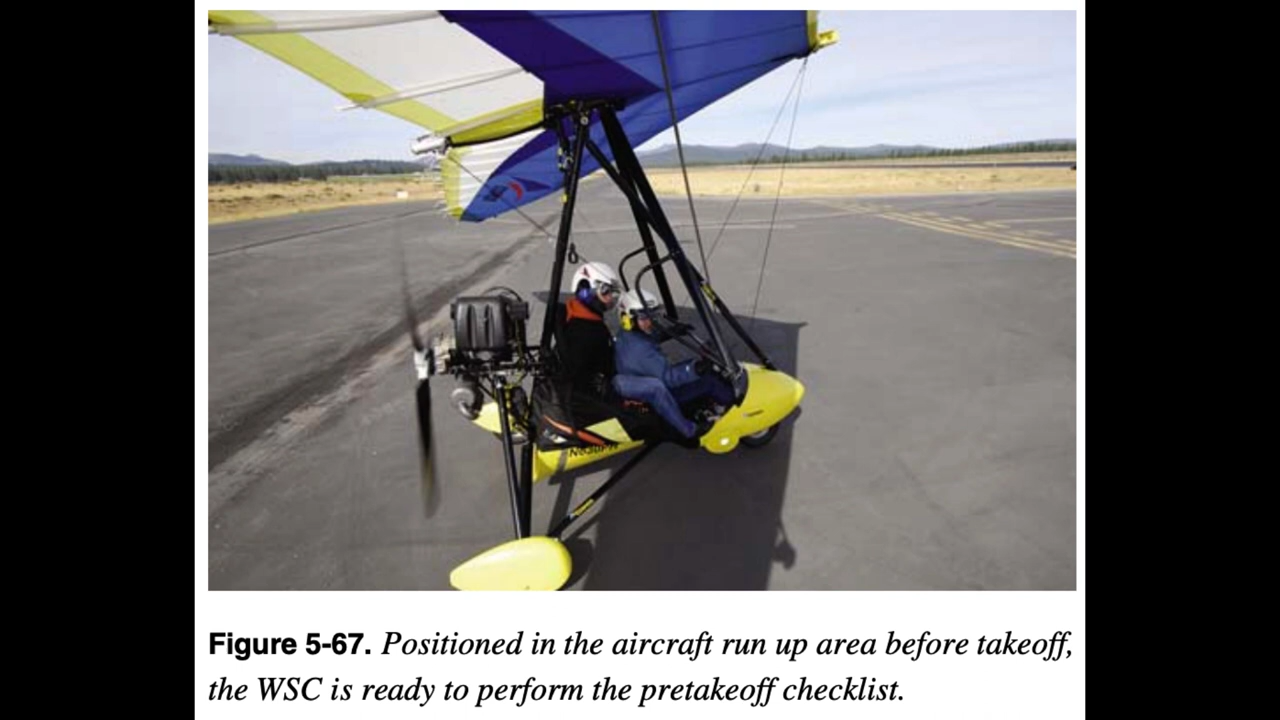 Figure 5-67. Positioned in the aircraft run up area before takeoff,
the WSC is ready to perform the pretakeoff checklist.